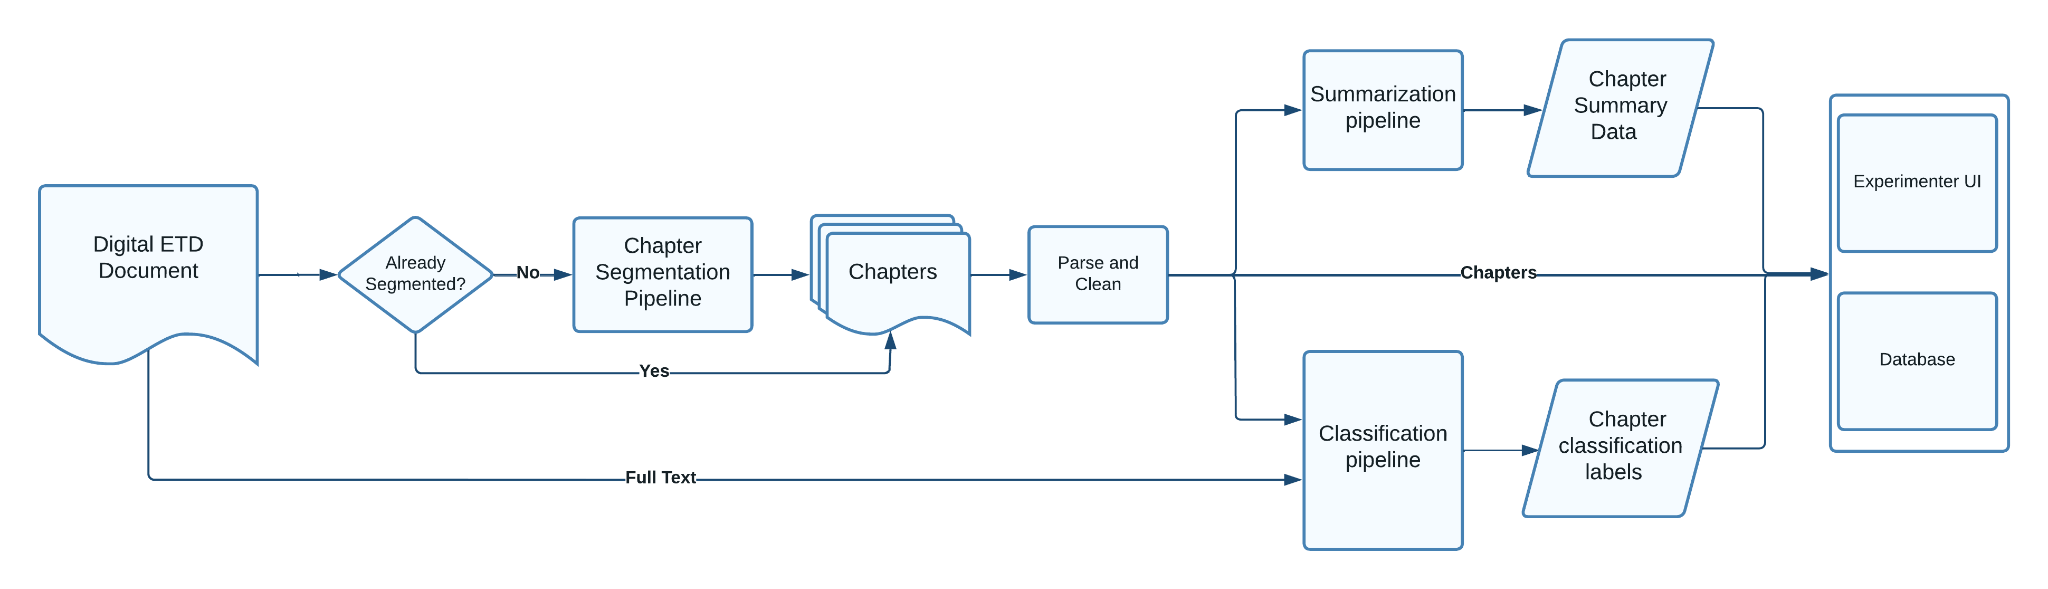 Digital ETD
Document
Already
Segmented?
No
Chapter
Segmentation
Pipeline
Chapters
Yes
Parse and
Clean
Full Text
Summarization
pipeline
Chapter
Summary
Data
Chapters
Classification
pipeline
Chapter
classification
labels
Experimenter UI
Database